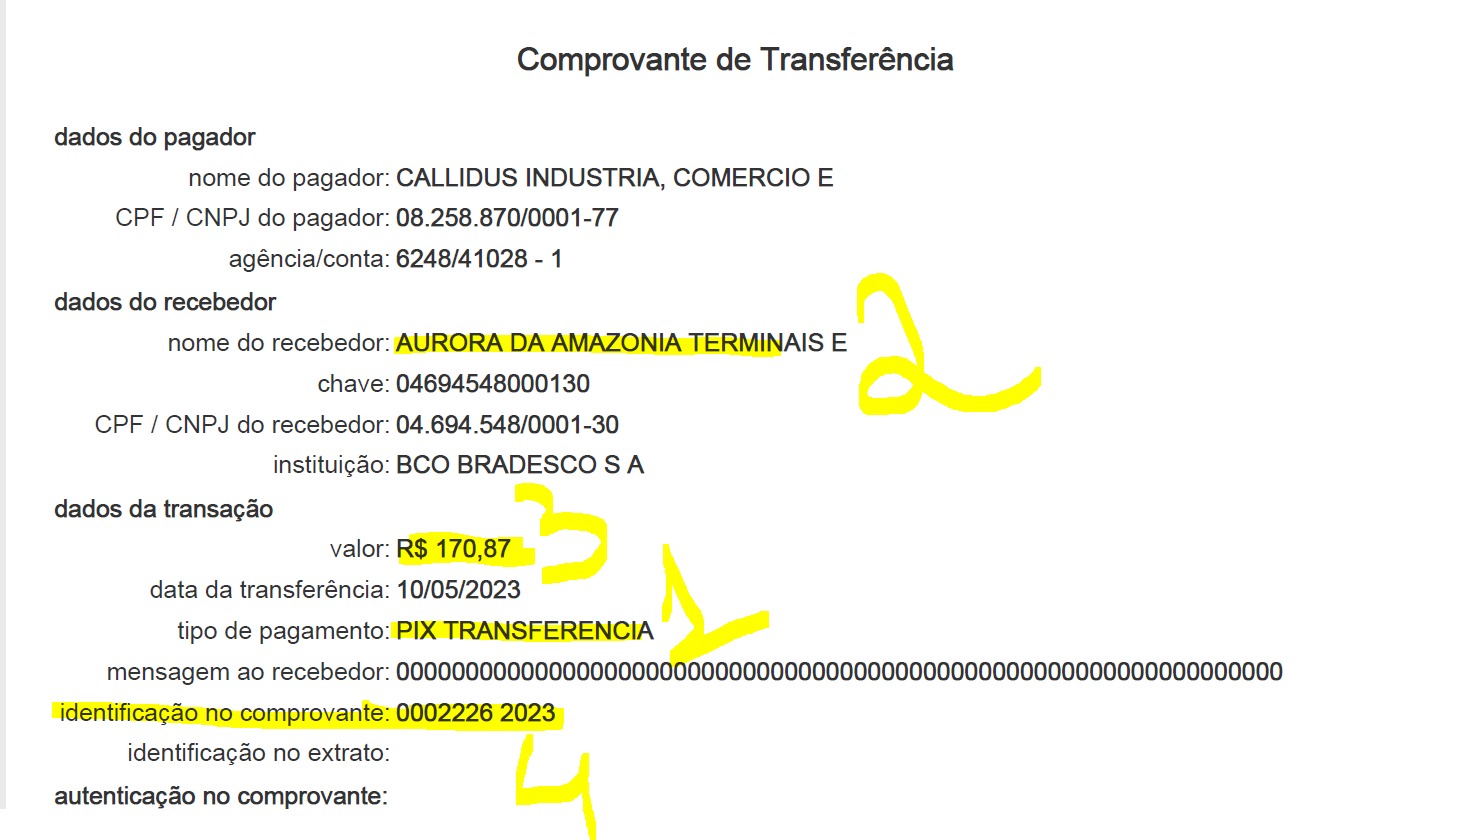 Comprovante de Transferência
dados do pagador
nome do pagador: CALLIDUS INDUSTRIA, COMERCIO E
CPF / CNPJ do pagador: 08.258.870/0001-77
agência/conta: 6248/41028 - 1
dados do recebedor
nome do recebedor: AURORA DA AMAZONIA TERMINAIS E
2
chave: 04694548000130
CPF / CNPJ do recebedor: 04.694.548/0001-30
instituição: BCO BRADESCO S A
dados da transação
valor: R$ 170,87
3
data da transferência: 10/05/2023
tipo de pagamento: PIX TRANSFERENCIA
1
mensagem ao recebedor: 0000000000000000000000000000000000000000000000000000000000000000
identificação no comprovante: 0002226 2023
identificação no extrato:
4
autenticação no comprovante: